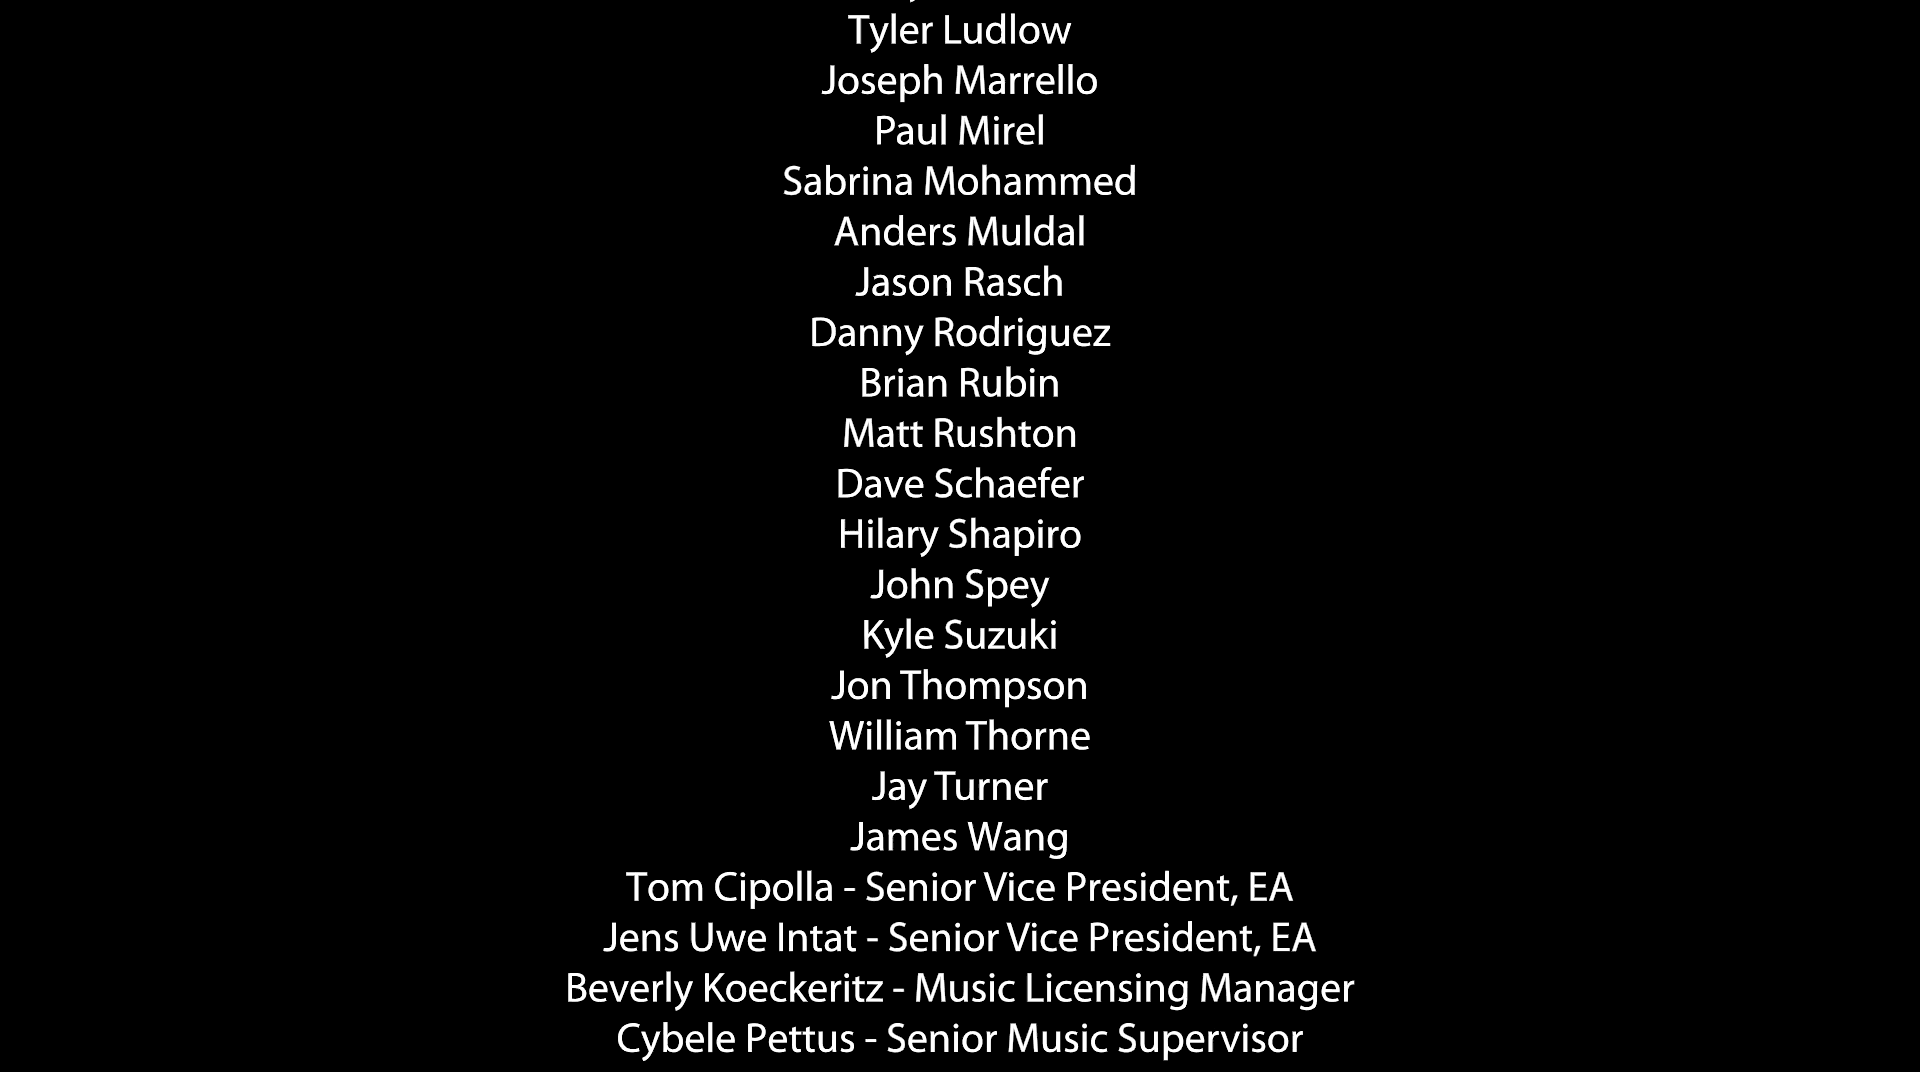 Tyler Ludlow
Joseph Marrello
Paul Mirel
Sabrina Mohammed
Anders Muldal
Jason Rasch
Danny Rodriguez
Brian Rubin
Matt Rushton
Dave Schaefer
Hilary Shapiro
John Spey
Kyle Suzuki
Jon Thompson
William Thorne
Jay Turner
James Wang
Tom Cipolla - Senior Vice President, EA
Jens Uwe Intat - Senior Vice President, EA
Beverly Koeckeritz - Music Licensing Manager
Cybele Pettus - Senior Music Supervisor